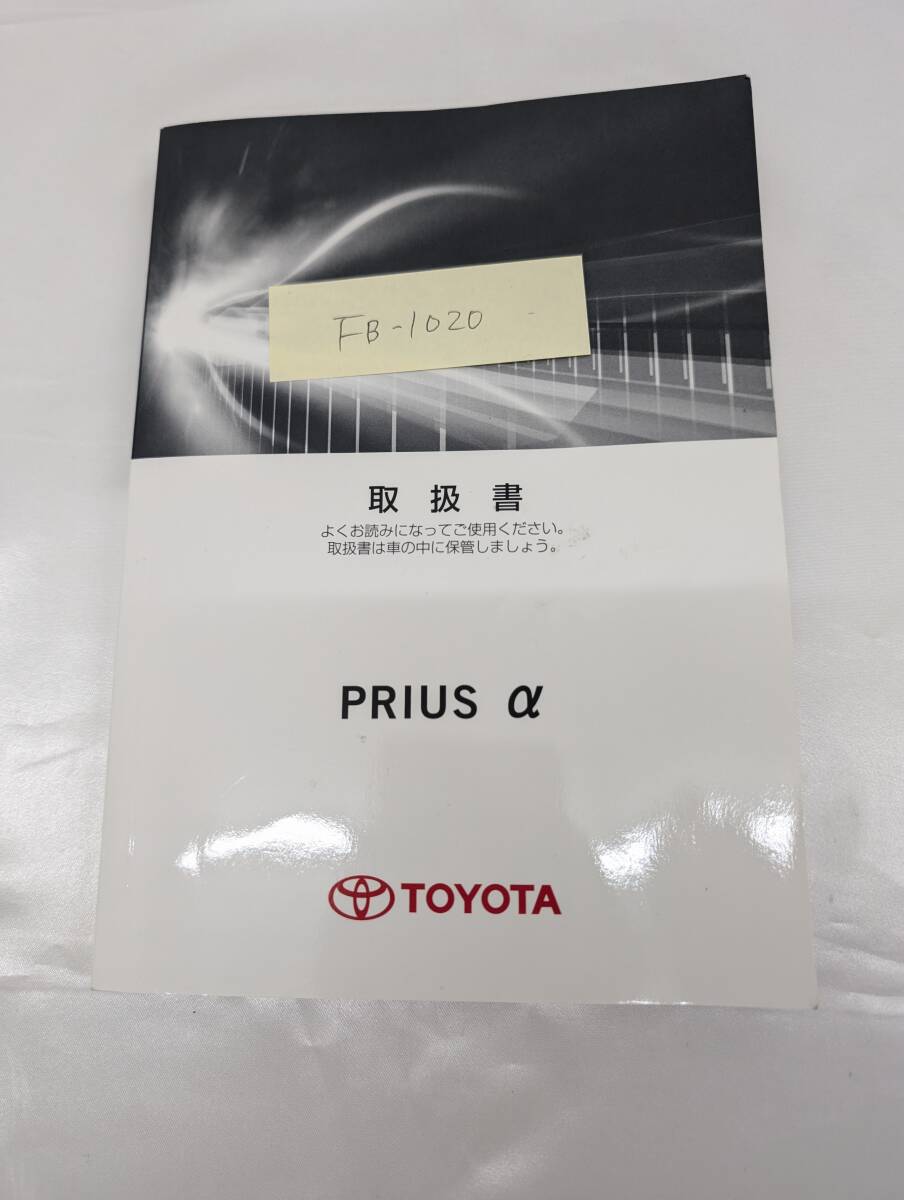 FB-1020
取扱書
よくお読みになってご使用ください。
取扱書は車の中に保管しましょう。
PRIUS α
TOYOTA